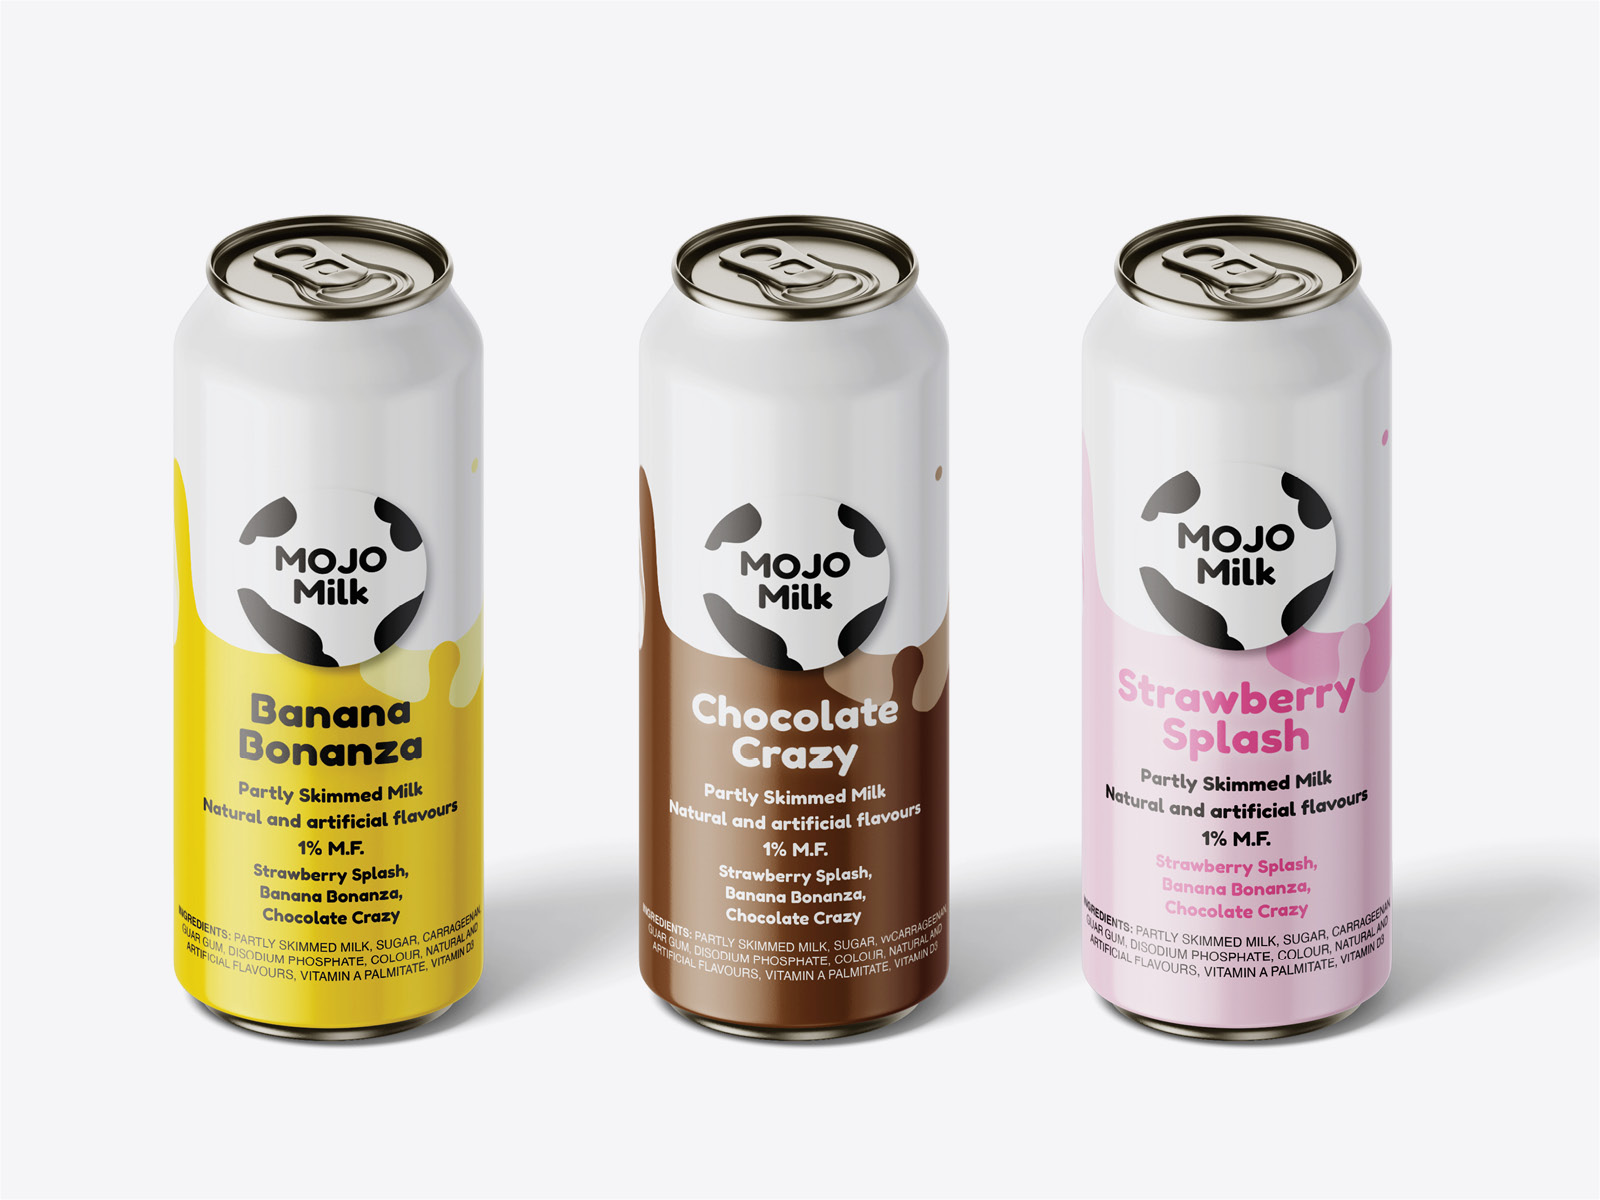 MOJO
Milk
Banana
Bonanza
Partly Skimmed Milk
Natural and artificial flavours
1% M.F.
Strawberry Splash,
Banana Bonanza,
Chocolate Crazy
INGREDIENTS: PARTLY SKIMMED MILK, SUGAR, CARRAGEENAN,
GUAR GUM, DISODIUM PHOSPHATE, COLOUR, NATURAL AND
ARTIFICIAL FLAVOURS, VITAMIN A PALMITATE, VITAMIN D3
MOJO
Milk
Chocolate
Crazy
Partly Skimmed Milk
Natural and artificial flavours
1% M.F.
Strawberry Splash,
Banana Bonanza,
Chocolate Crazy
INGREDIENTS: PARTLY SKIMMED MILK, SUGAR, wCARRAGEENAN,
GUAR GUM, DISODIUM PHOSPHATE, COLOUR, NATURAL AND
ARTIFICIAL FLAVOURS, VITAMIN A PALMITATE, VITAMIN D3
MOJO
Milk
Strawberry
Splash
Partly Skimmed Milk
Natural and artificial flavours
1% M.F.
Strawberry Splash,
Banana Bonanza,
Chocolate Crazy
INGREDIENTS: PARTLY SKIMMED MILK, SUGAR, CARRAGEENAN,
GUAR GUM, DISODIUM PHOSPHATE, COLOUR, NATURAL AND
ARTIFICIAL FLAVOURS, VITAMIN A PALMITATE, VITAMIN D3